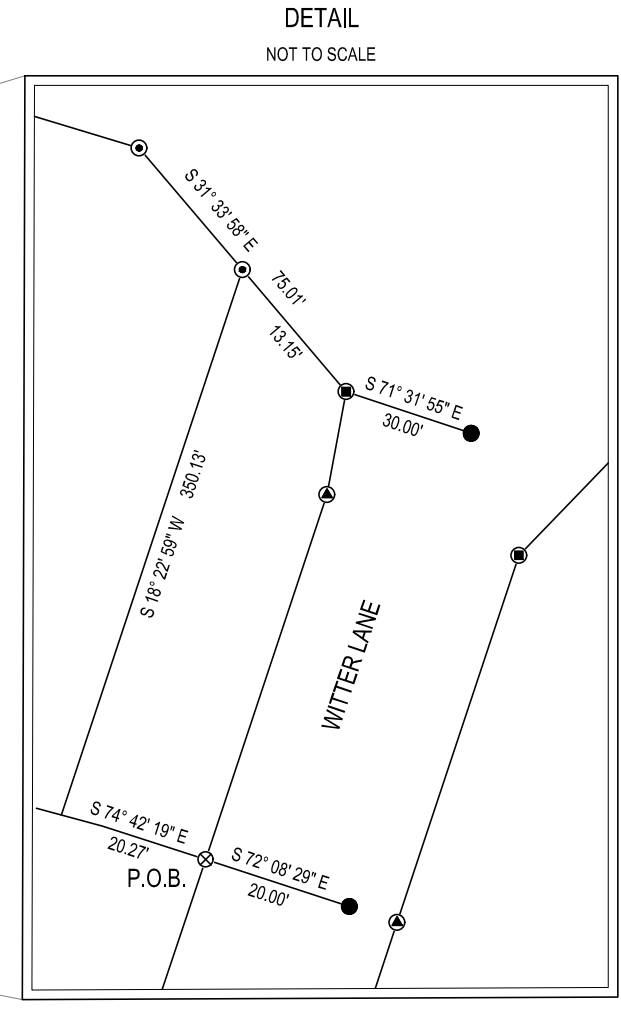 DETAIL
NOT TO SCALE
S 31° 33' 58" E
75.01'
13.15'
S 71° 31' 55" E
30.00'
S 18° 22' 59" W 350.13'
WITTER LANE
S 74° 42' 19" E
20.27'
P.O.B.
S 72° 08' 29" E
20.00'